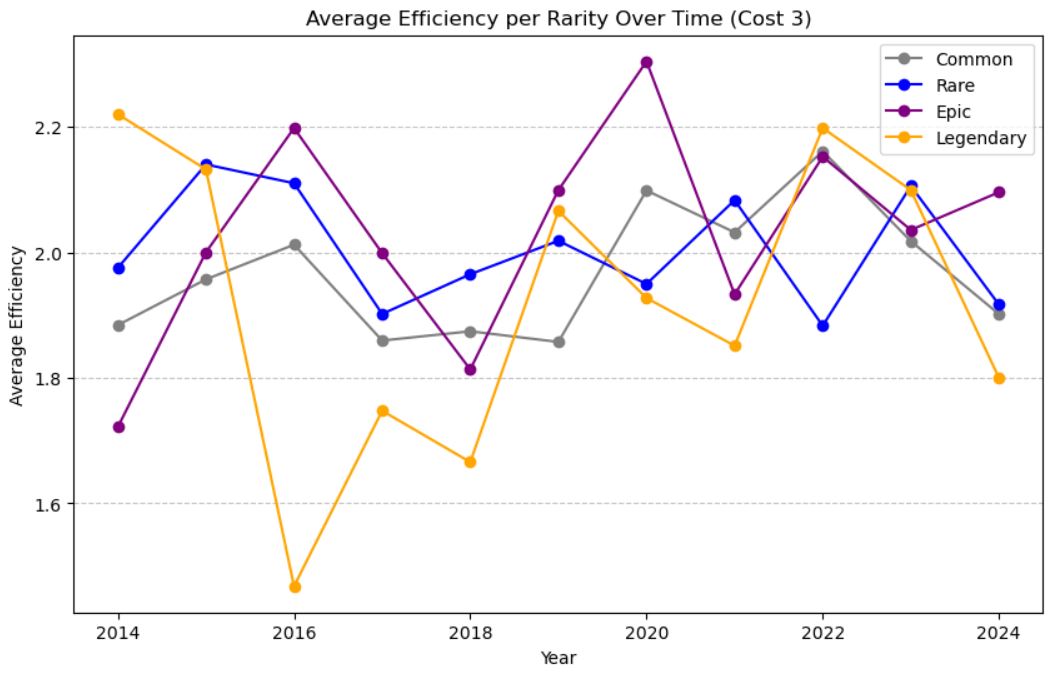 Average Efficiency per Rarity Over Time (Cost 3)
Common
Rare
Epic
Legendary
Average Efficiency
2.2
2.0
1.8
1.6
2014
2016
2018
2020
2022
2024
Year